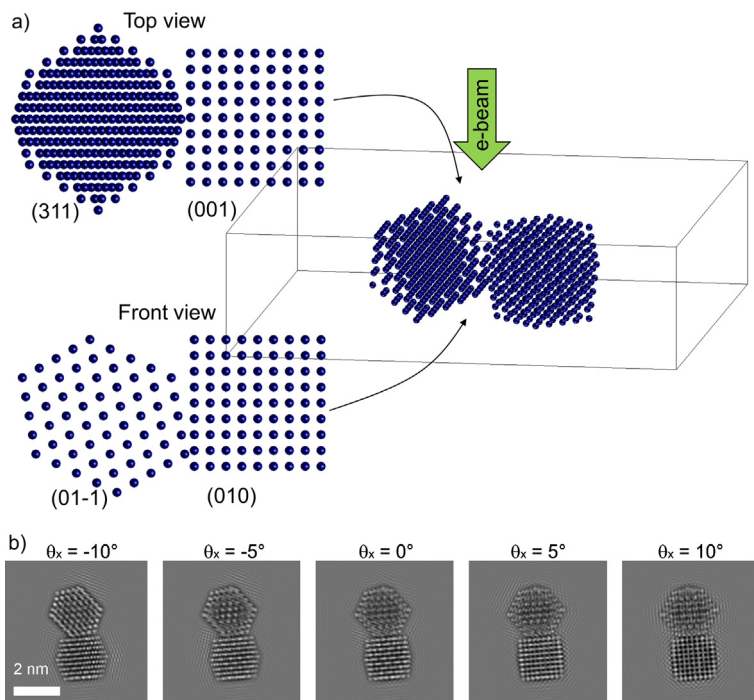 a)
Top view
e-beam
(311)
(001)
Front view
(01-1)
(010)
b)
θx = -10°
θx = -5°
θx = 0°
θx = 5°
θx = 10°
2 nm